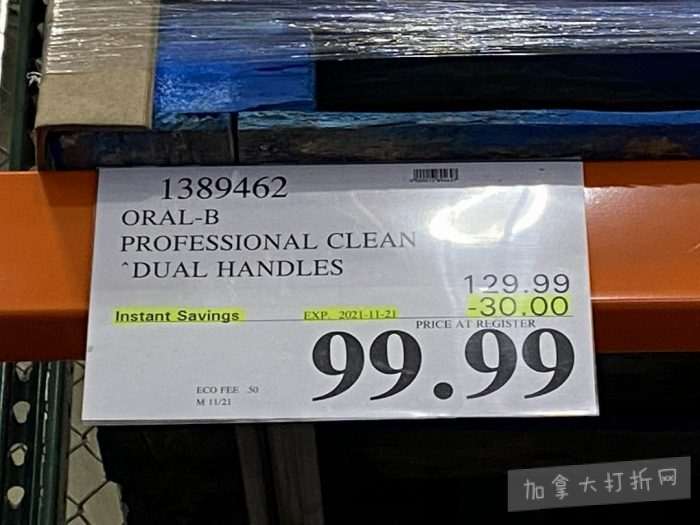 1389462
ORAL-B
PROFESSIONAL CLEAN
^DUAL HANDLES
129.99
Instant Savings EXP. 2021-11-21 -30.00
PRICE AT REGISTER
99.99
ECO FEE .50
M 11/21
加拿大打折网